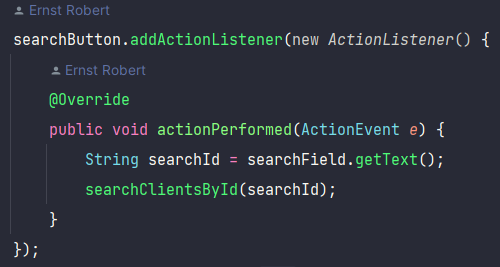 Ernst Robert
searchButton.addActionListener(new ActionListener() {
Ernst Robert
@Override
public void actionPerformed(ActionEvent e) {
String searchId = searchField.getText();
searchClientsById(searchId);
}
});